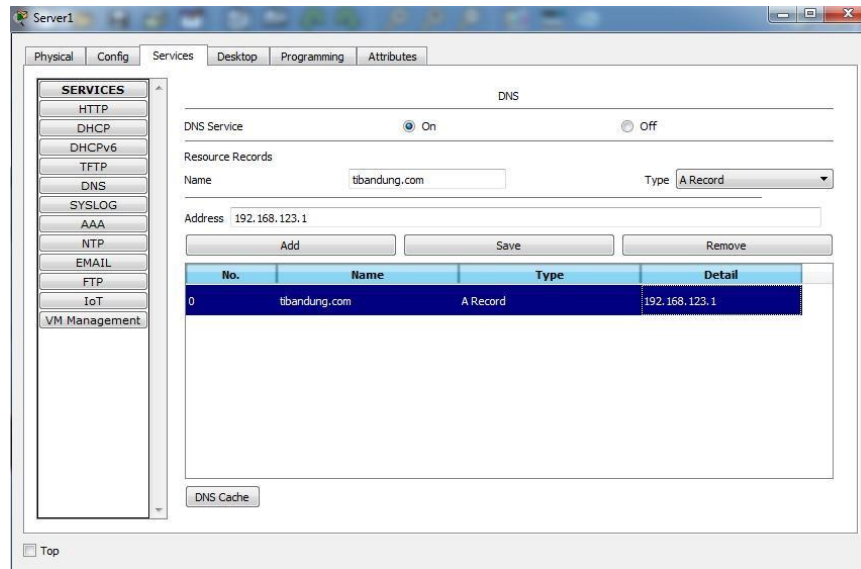 Server1
Physical Config Services Desktop Programming Attributes
SERVICES
HTTP
DHCP
DHCPv6
TFTP
DNS
SYSLOG
AAA
NTP
EMAIL
FTP
IoT
VM Management
DNS
DNS Service On Off
Resource Records
Name tibandung.com Type A Record
Address 192.168.123.1
Add Save Remove
No. Name Type Detail
0 tibandung.com A Record 192.168.123.1
DNS Cache
Top